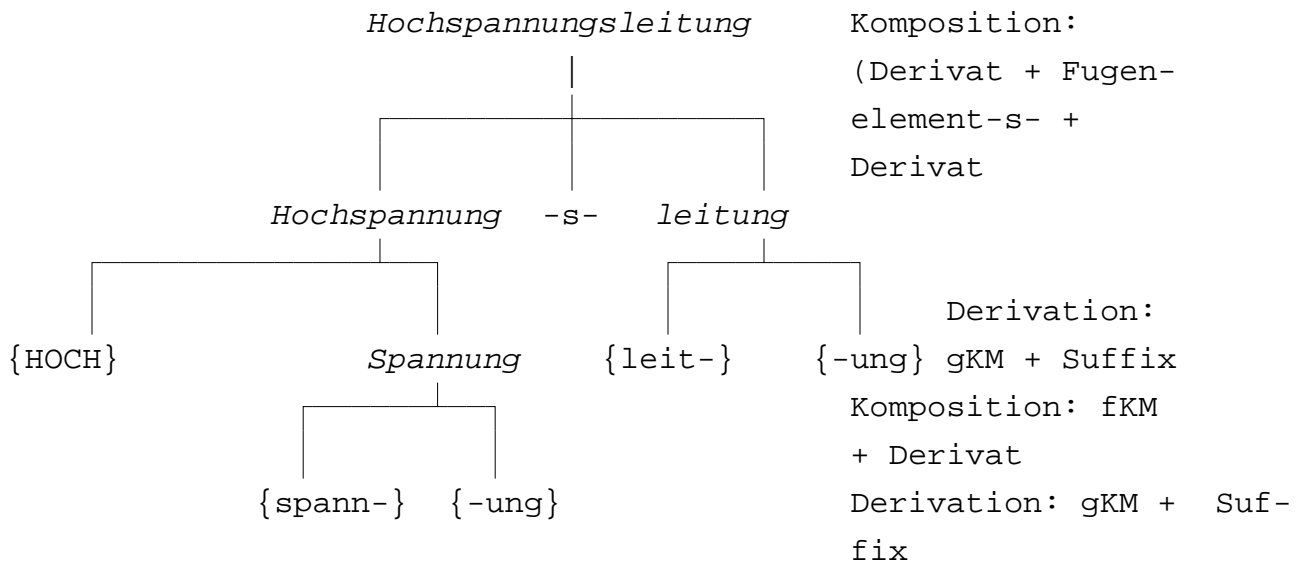 Hochspannungsleitung Komposition:
(Derivat + Fugen-
element-s- +
Derivat
Hochspannung -s- leitung
Derivation:
{HOCH} Spannung {leit-} {-ung} gKM + Suffix
Komposition: fKM
+ Derivat
{spann-} {-ung} Derivation: gKM + Suf-
fix